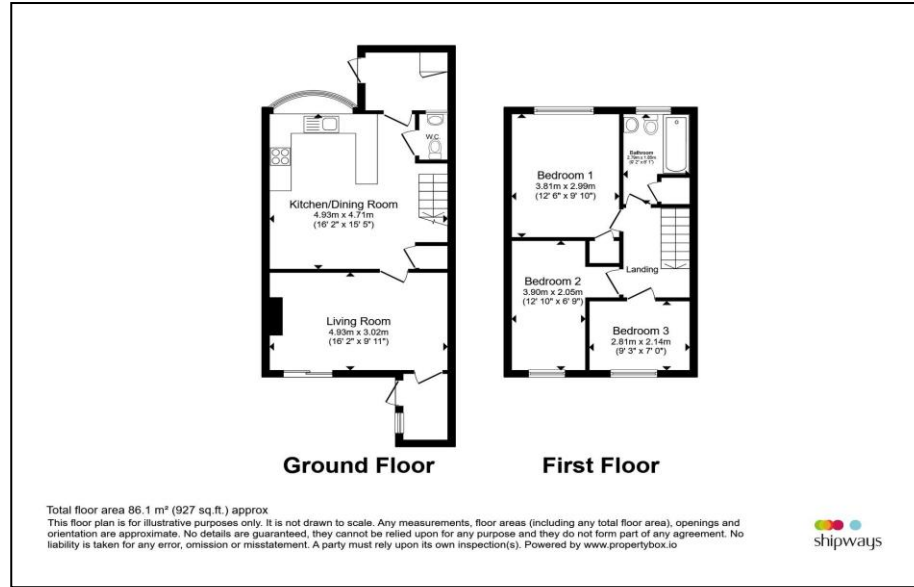 W.C
Kitchen/Dining Room
4.93m x 4.71m
(16' 2" x 15' 5")
Living Room
4.93m x 3.02m
(16' 2" x 9' 11")
Ground Floor
Bedroom 1
3.81m x 2.99m
(12' 6" x 9' 10")
Bathroom
Bedroom 2
3.90m x 2.05m
(12' 10" x 6' 9")
Landing
Bedroom 3
2.81m x 2.14m
(9' 3" x 7' 0")
First Floor
Total floor area 86.1 m² (927 sq.ft.) approx
This floor plan is for illustrative purposes only. It is not drawn to scale. Any measurements, floor areas (including any total floor area), openings and
orientation are approximate. No details are guaranteed, they cannot be relied upon for any purpose and they do not form part of any agreement. No
liability is taken for any error, omission or misstatement. A party must rely upon its own inspection(s). Powered by www.propertybox.io
shipways